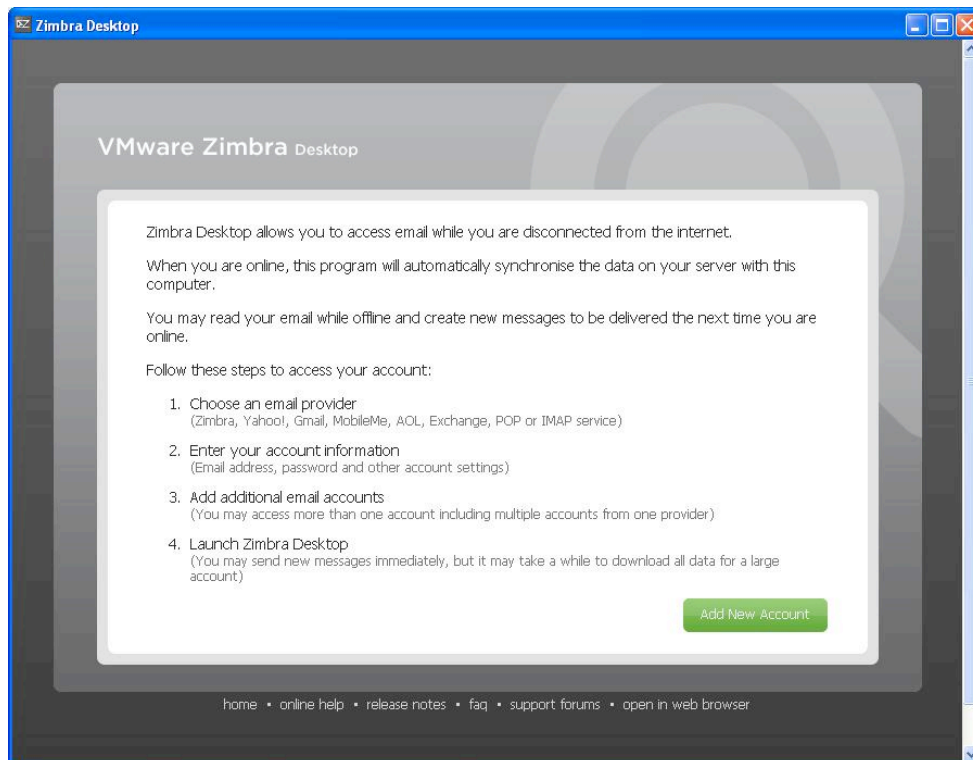 Zimbra Desktop
VMware Zimbra Desktop
Zimbra Desktop allows you to access email while you are disconnected from the internet.
When you are online, this program will automatically synchronise the data on your server with this
computer.
You may read your email while offline and create new messages to be delivered the next time you are
online.
Follow these steps to access your account:
1. Choose an email provider
(Zimbra, Yahoo!, Gmail, MobileMe, AOL, Exchange, POP or IMAP service)
2. Enter your account information
(Email address, password and other account settings)
3. Add additional email accounts
(You may access more than one account including multiple accounts from one provider)
4. Launch Zimbra Desktop
(You may send new messages immediately, but it may take a while to download all data for a large
account)
Add New Account
home • online help • release notes • faq • support forums • open in web browser